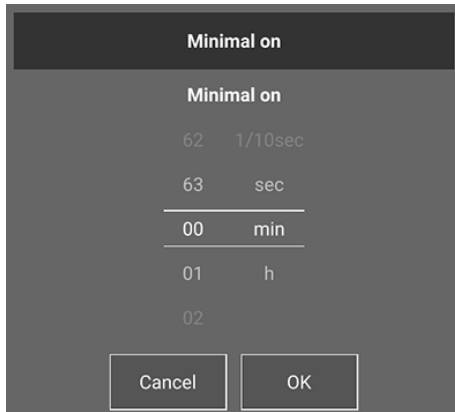 Minimal on
Minimal on
62 1/10sec
63 sec
00 min
01 h
02
Cancel OK